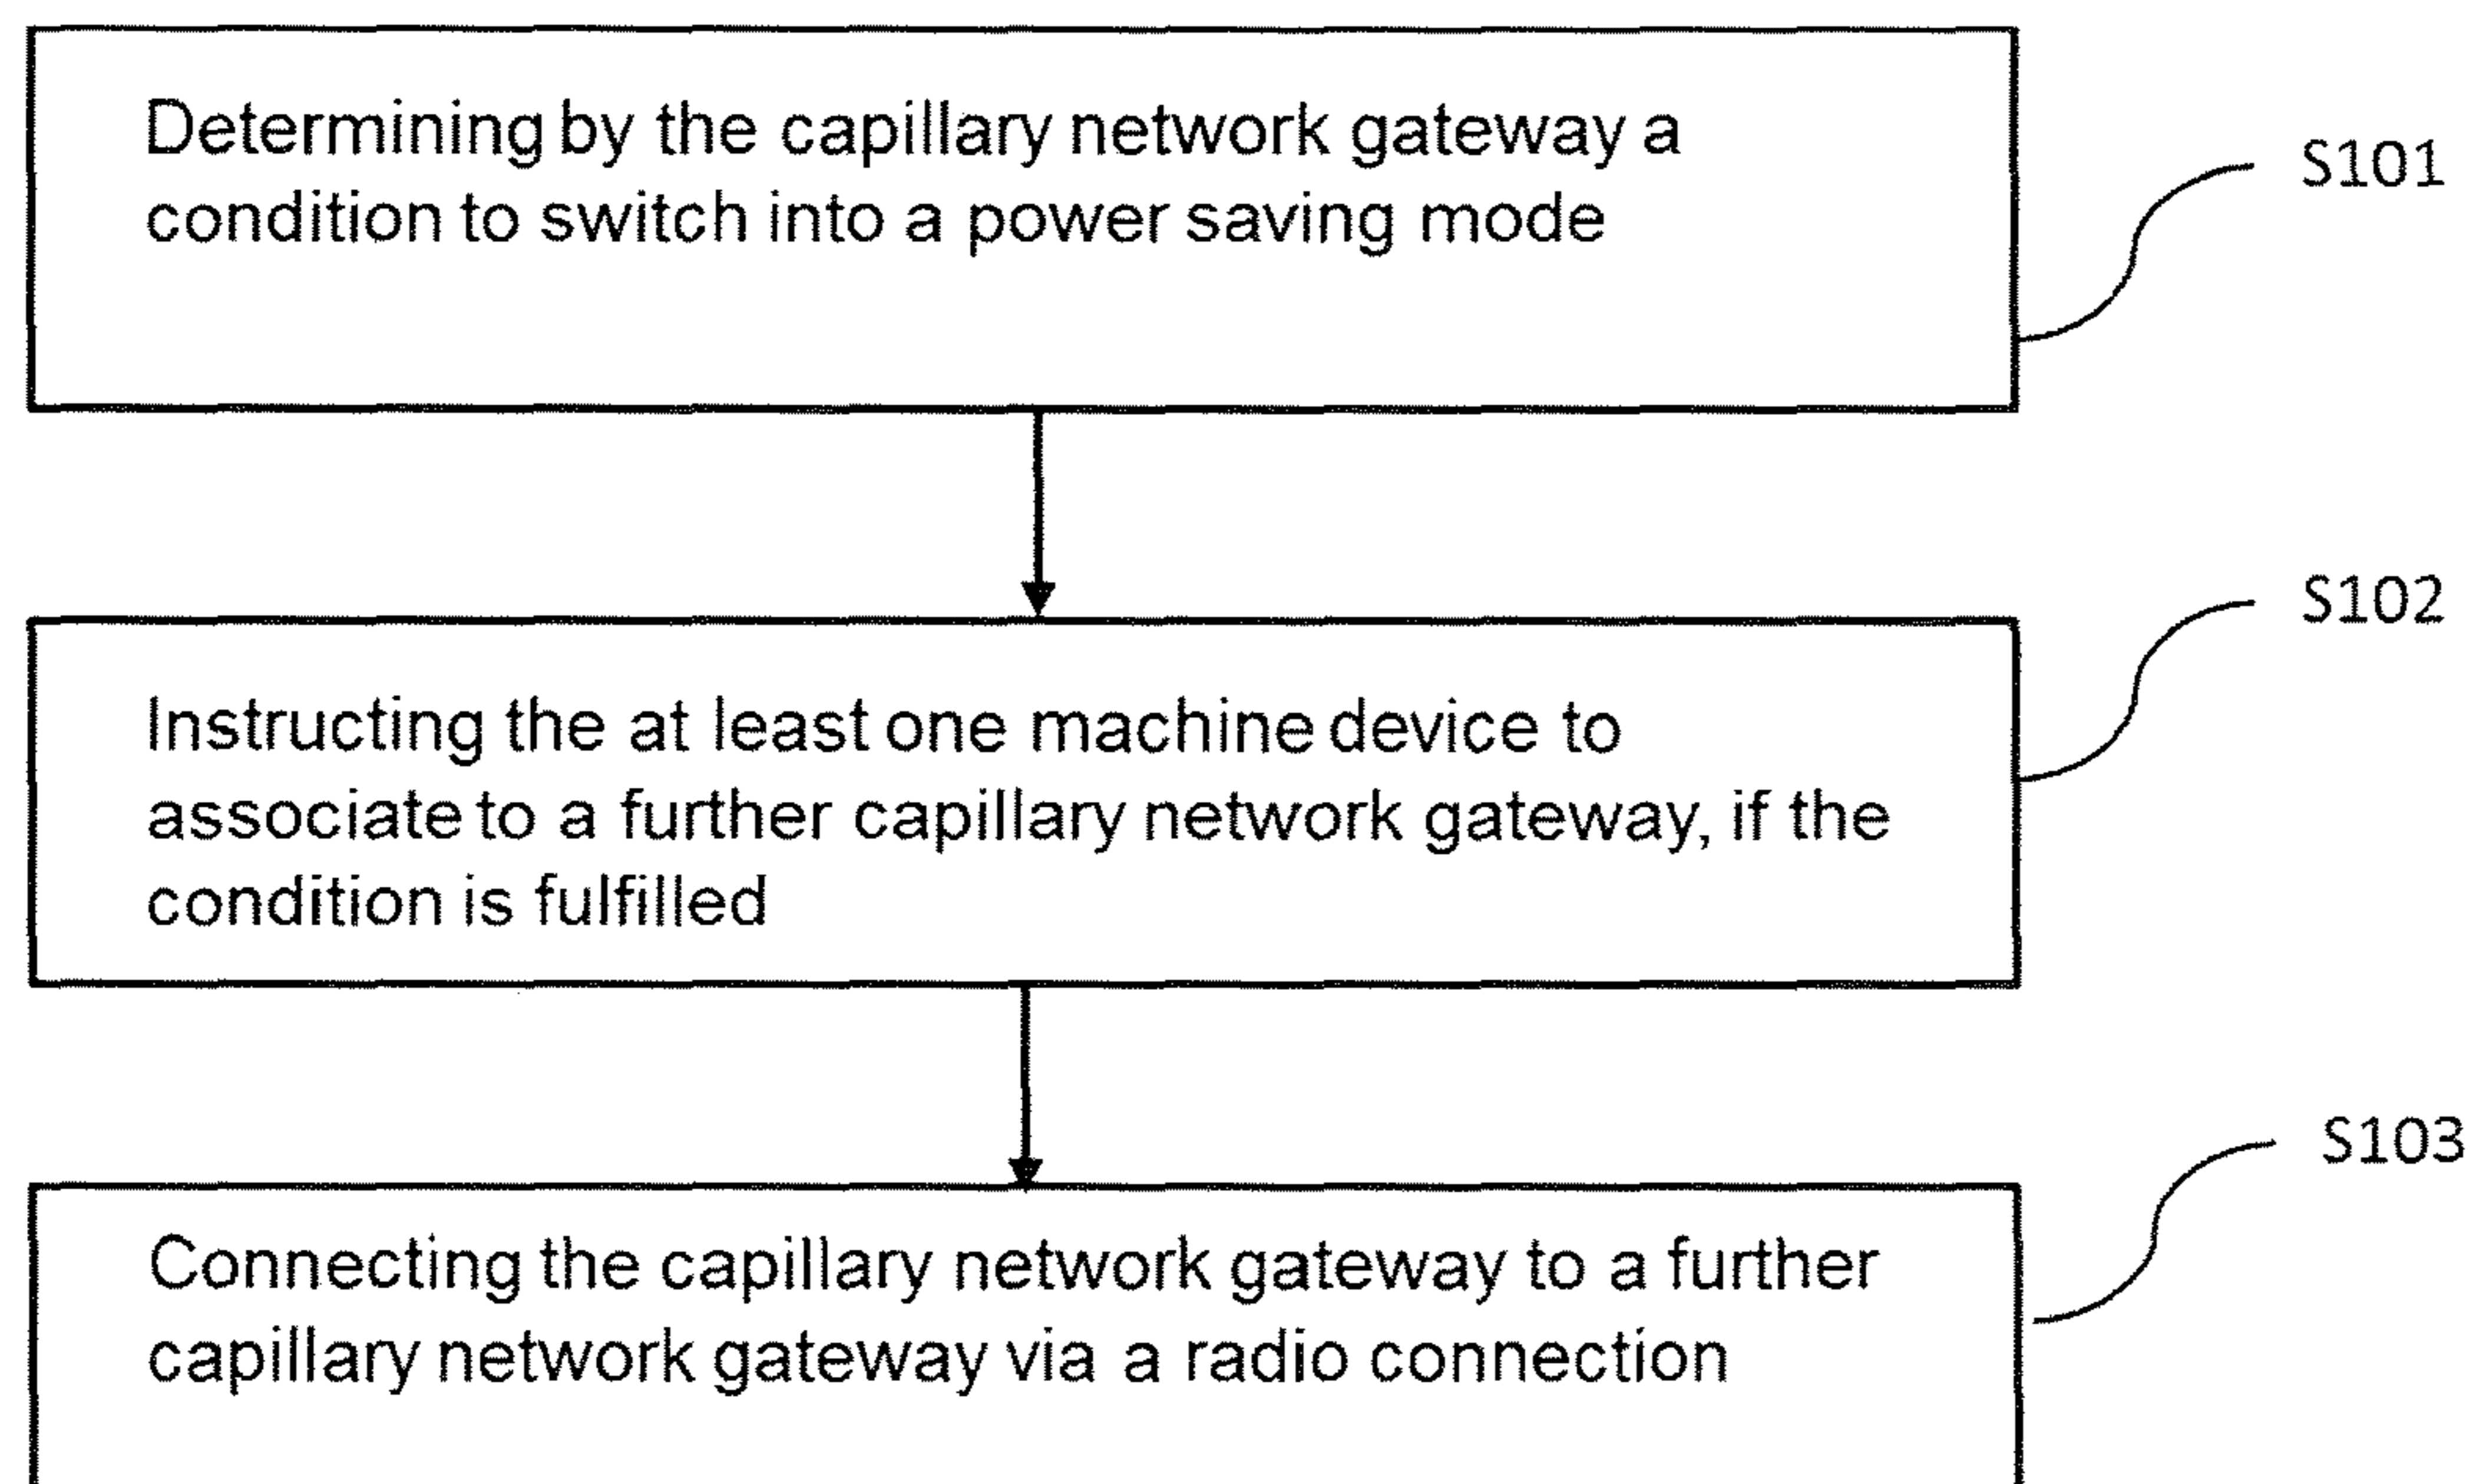 Determining by the capillary network gateway a
condition to switch into a power saving mode
S101
Instructing the at least one machine device to
associate to a further capillary network gateway, if the
condition is fulfilled
S102
Connecting the capillary network gateway to a further
capillary network gateway via a radio connection
S103